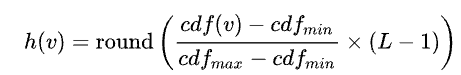 h(v) = round ( (cdf(v) − cdf_min) / (cdf_max − cdf_min) × (L − 1) )